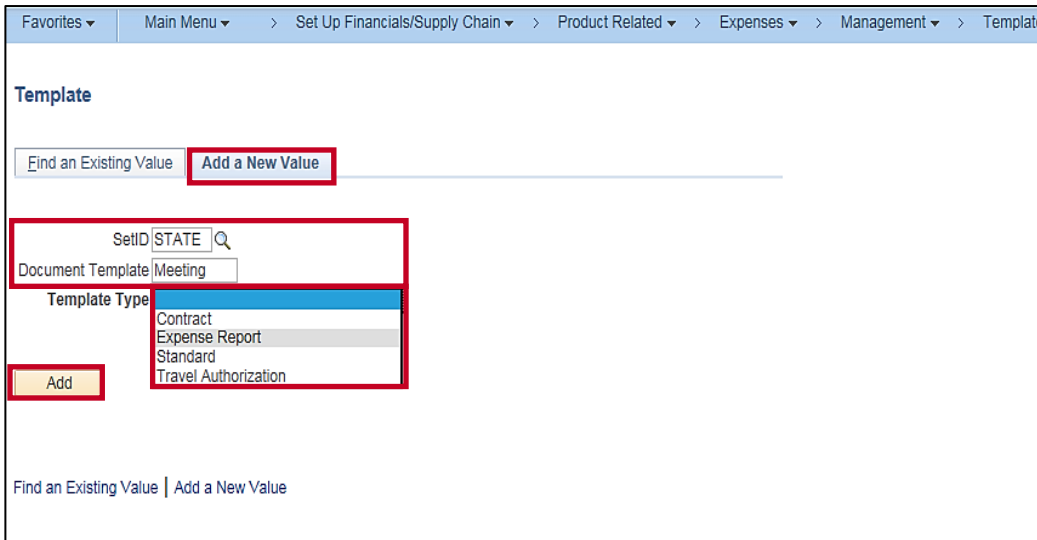 Favorites Main Menu > Set Up Financials/Supply Chain > Product Related > Expenses > Management > Templat
Template
Find an Existing Value Add a New Value
SetID STATE
Document Template Meeting
Template Type
Contract
Expense Report
Standard
Travel Authorization
Add
Find an Existing Value | Add a New Value